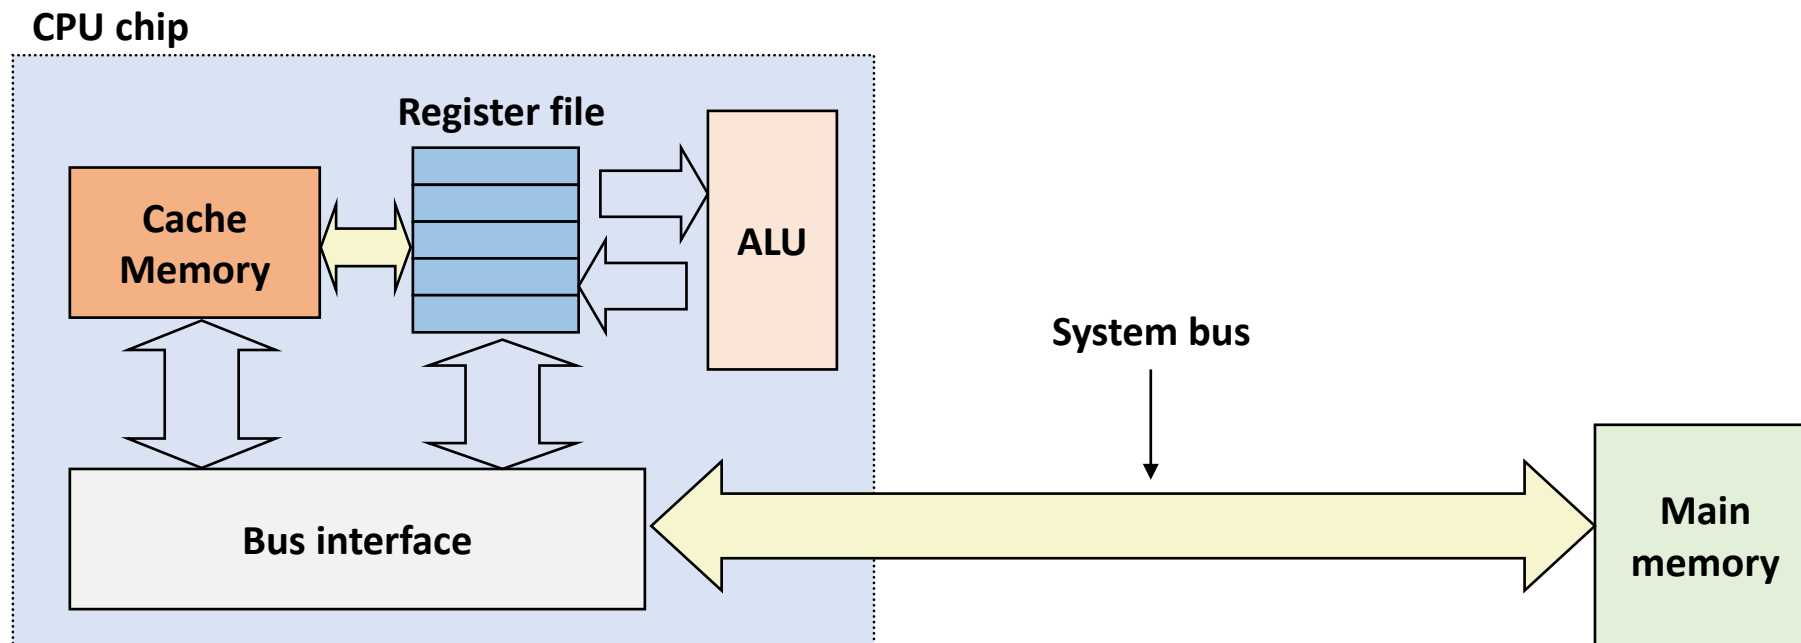 CPU chip
Register file
Cache
Memory
ALU
System bus
Bus interface
Main
memory